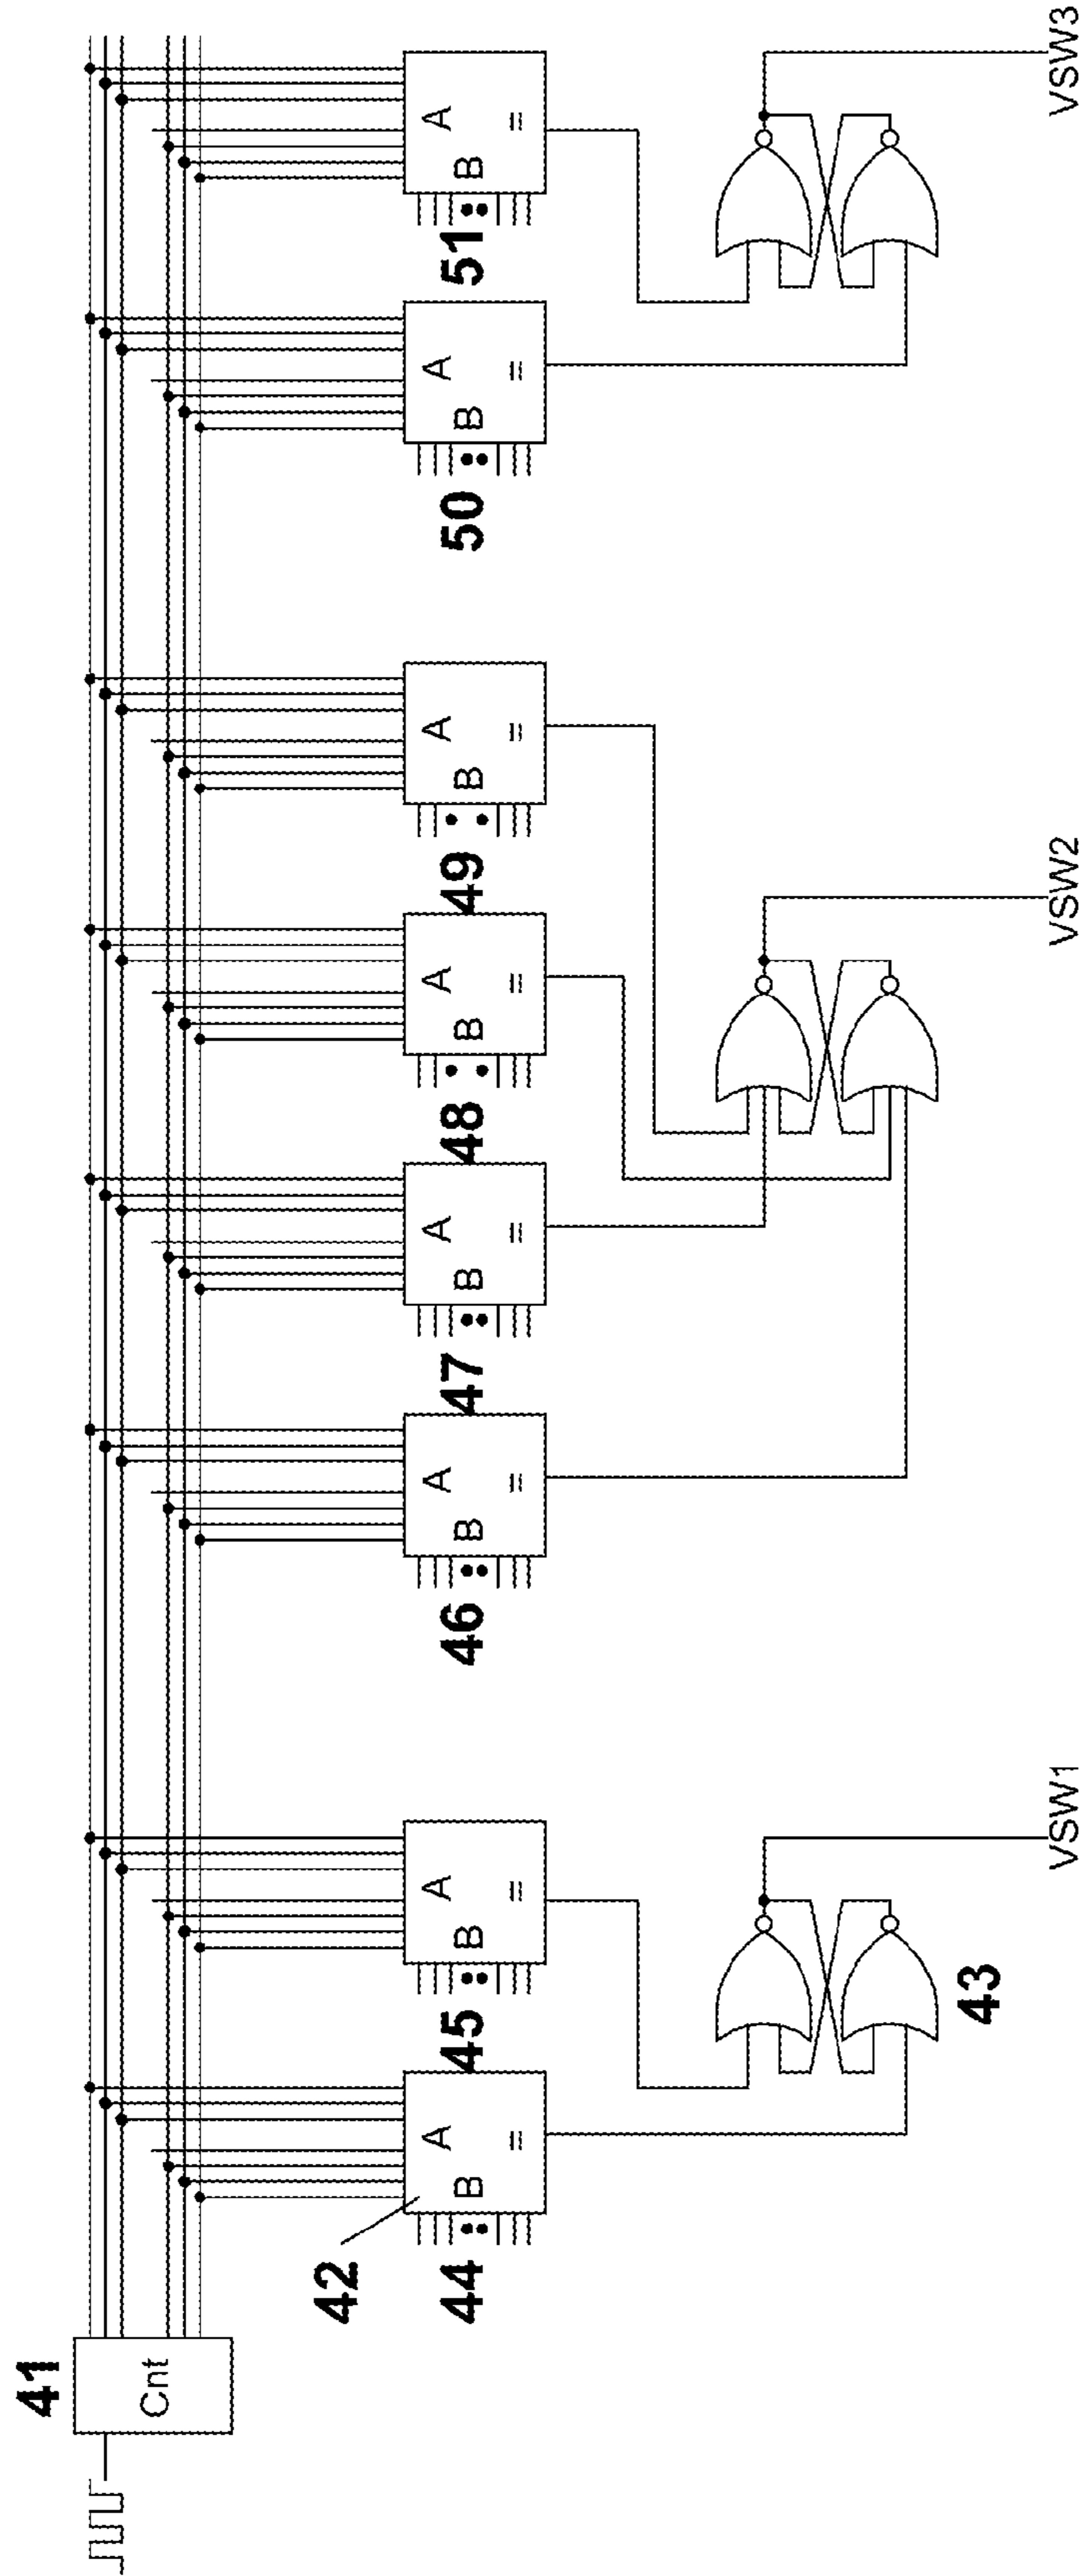 41
Cnt
42
44
B
A
=
45
B
A
=
46
B
A
=
47
B
A
=
48
B
A
=
49
B
A
=
50
B
A
=
51
B
A
=
43
VSW1
VSW2
VSW3